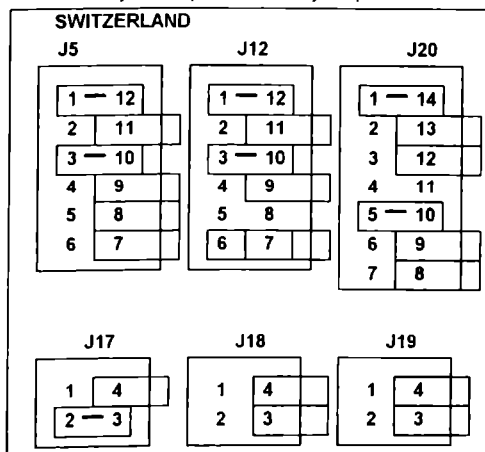 SWITZERLAND
J5 J12 J20
1 — 12 1 — 12 1 — 14
2 11 2 11 2 13
3 — 10 3 — 10 3 12
4 9 4 9 4 11
5 8 5 8 5 — 10
6 7 6 7 6 9
7 8
J17 J18 J19
1 4 1 4 1 4
2 — 3 2 3 2 3